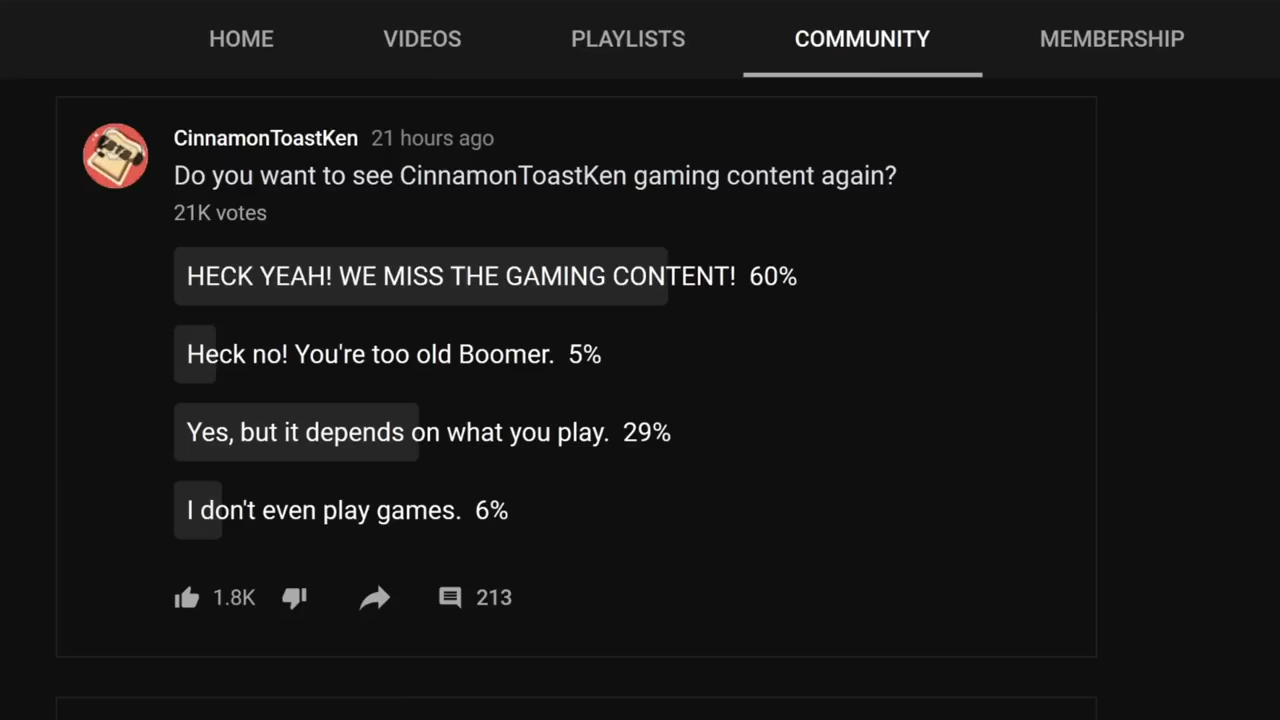 HOME VIDEOS PLAYLISTS COMMUNITY MEMBERSHIP
CinnamonToastKen 21 hours ago
Do you want to see CinnamonToastKen gaming content again?
21K votes
HECK YEAH! WE MISS THE GAMING CONTENT! 60%
Heck no! You're too old Boomer. 5%
Yes, but it depends on what you play. 29%
I don't even play games. 6%
1.8K 213